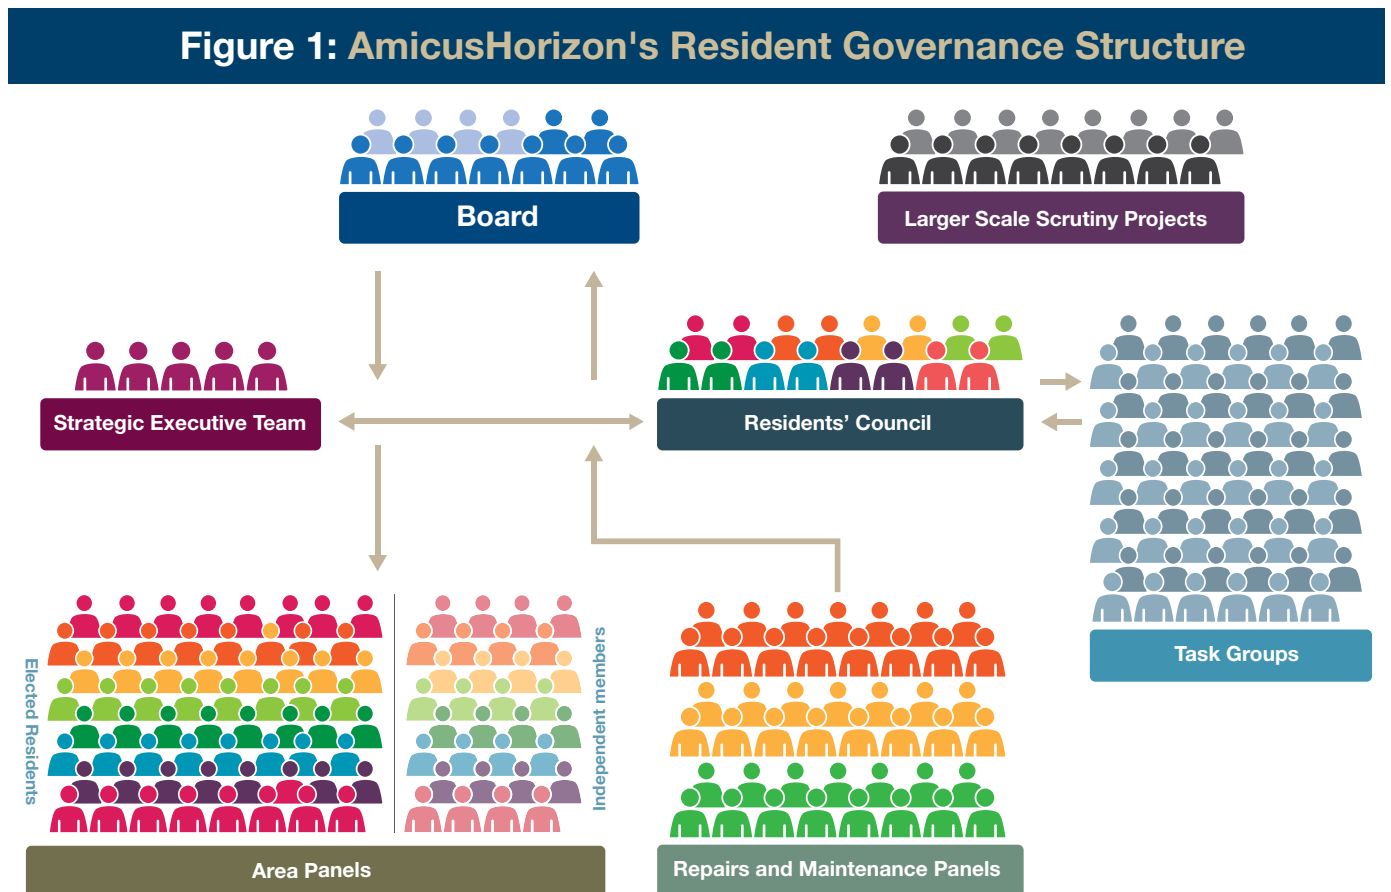 Figure 1: AmicusHorizon's Resident Governance Structure
Board
Larger Scale Scrutiny Projects
Strategic Executive Team
Residents’ Council
Task Groups
Elected Residents
Independent members
Area Panels
Repairs and Maintenance Panels